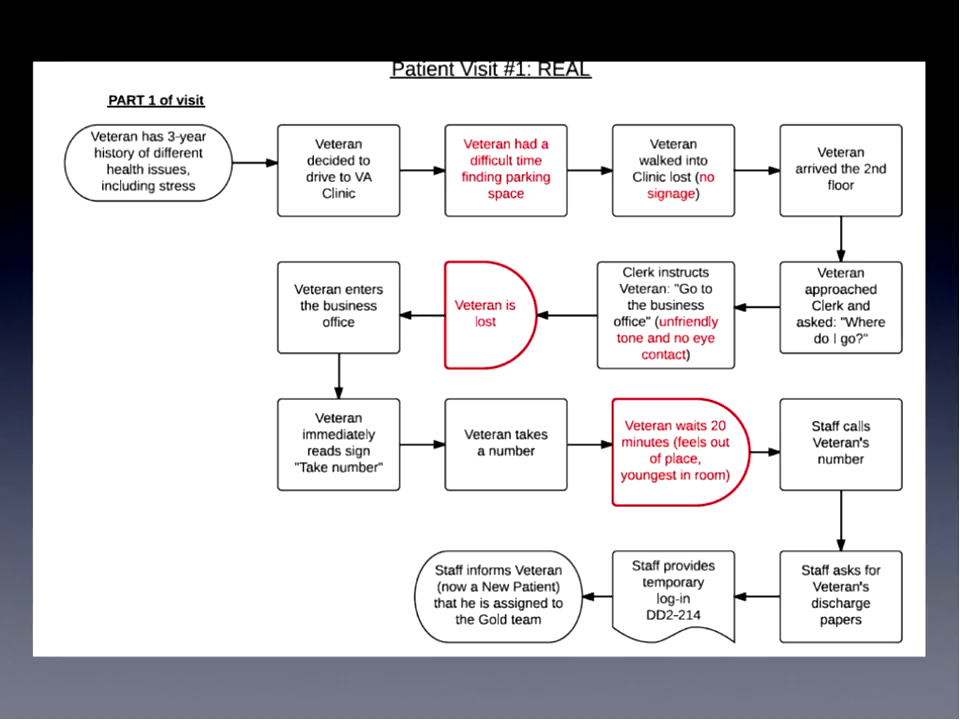 Patient Visit #1: REAL
PART 1 of visit
Veteran has 3-year
history of different
health issues,
including stress
Veteran
decided to
drive to VA
Clinic
Veteran had a
difficult time
finding parking
space
Veteran
walked into
Clinic lost (no
signage)
Veteran
arrived the 2nd
floor
Veteran
approached
Clerk and
asked: "Where
do I go?"
Clerk instructs
Veteran: "Go to
the business
office" (unfriendly
tone and no eye
contact)
Veteran is
lost
Veteran enters
the business
office
Veteran
immediately
reads sign
"Take number"
Veteran takes
a number
Veteran waits 20
minutes (feels out
of place,
youngest in room)
Staff calls
Veteran's
number
Staff asks for
Veteran's
discharge
papers
Staff provides
temporary
log-in
DD2-214
Staff informs Veteran
(now a New Patient)
that he is assigned to
the Gold team